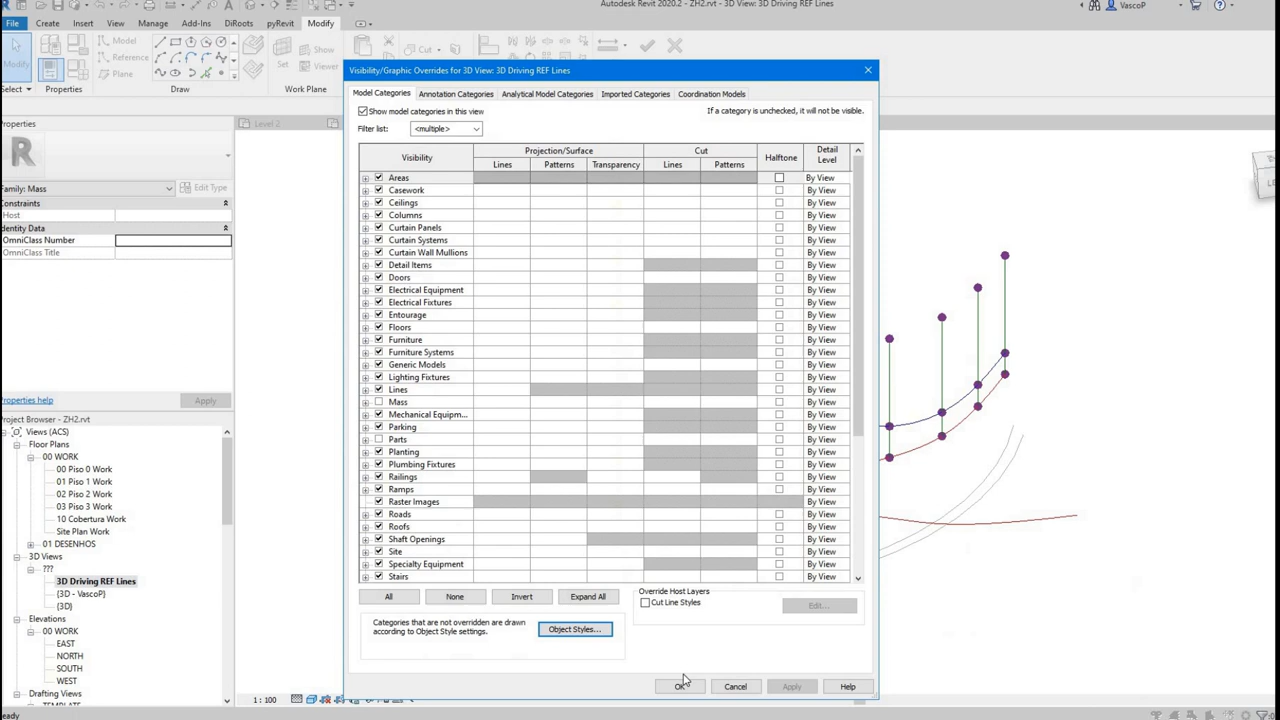 Autodesk Revit 2020.2 - ZH2.rvt - 3D View: 3D Driving REF Lines
VascoP
File Create Insert View Manage Add-Ins DiRoots pyRevit Modify
Modify
Model
Reference
Plane
Set
Show
Viewer
Cut
Select
Properties
Draw
Work Plane
Level 2
Properties
R
Family: Mass
Edit Type
Constraints
Host
Identity Data
OmniClass Number
OmniClass Title
Properties help
Apply
Project Browser - ZH2.rvt
Views (ACS)
Floor Plans
00 WORK
00 Piso 0 Work
01 Piso 1 Work
02 Piso 2 Work
03 Piso 3 Work
10 Cobertura Work
Site Plan Work
01 DESENHOS
3D Views
???
3D Driving REF Lines
{3D - VascoP}
{3D}
Elevations
00 WORK
EAST
NORTH
SOUTH
WEST
Drafting Views
Visibility/Graphic Overrides for 3D View: 3D Driving REF Lines
Model Categories Annotation Categories Analytical Model Categories Imported Categories Coordination Models
Show model categories in this view
If a category is unchecked, it will not be visible.
Filter list: <multiple>
Visibility
Projection/Surface
Cut
Halftone
Detail
Level
Lines Patterns Transparency Lines Patterns
Areas By View
Casework By View
Ceilings By View
Columns By View
Curtain Panels By View
Curtain Systems By View
Curtain Wall Mullions By View
Detail Items By View
Doors By View
Electrical Equipment By View
Electrical Fixtures By View
Entourage By View
Floors By View
Furniture By View
Furniture Systems By View
Generic Models By View
Lighting Fixtures By View
Lines By View
Mass By View
Mechanical Equipm... By View
Parking By View
Parts By View
Planting By View
Plumbing Fixtures By View
Railings By View
Ramps By View
Raster Images By View
Roads By View
Roofs By View
Shaft Openings By View
Site By View
Specialty Equipment By View
Stairs By View
All None Invert Expand All
Override Host Layers
Cut Line Styles
Edit...
Categories that are not overridden are drawn
according to Object Style settings.
Object Styles...
OK Cancel Apply Help
1 : 100